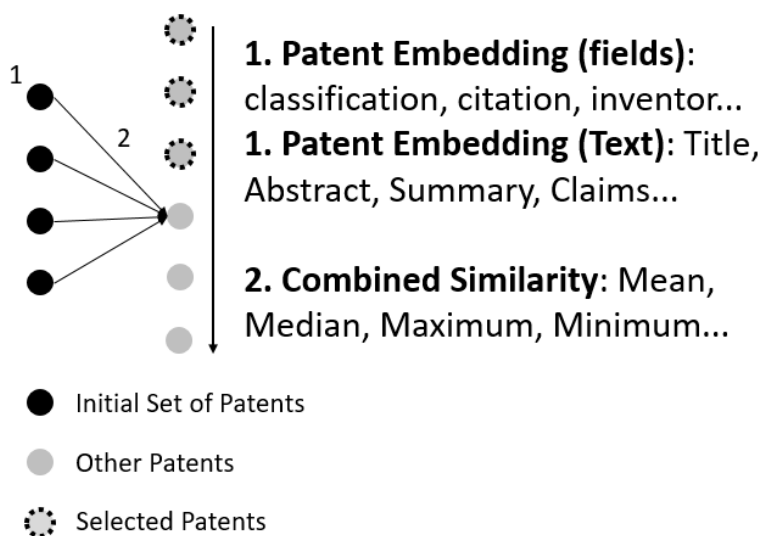 1
2
1. Patent Embedding (fields):
classification, citation, inventor...
1. Patent Embedding (Text): Title,
Abstract, Summary, Claims...
2. Combined Similarity: Mean,
Median, Maximum, Minimum...
Initial Set of Patents
Other Patents
Selected Patents